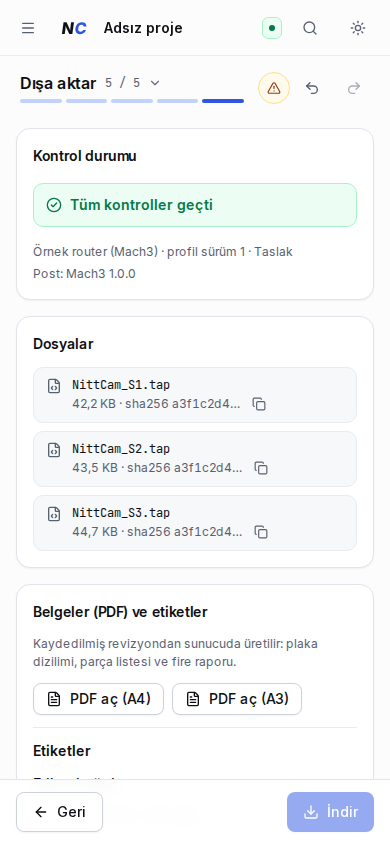 NC Adsız proje
Dışa aktar 5 / 5
Kontrol durumu
Tüm kontroller geçti
Örnek router (Mach3) · profil sürüm 1 · Taslak
Post: Mach3 1.0.0
Dosyalar
NittCam_S1.tap
42,2 KB · sha256 a3f1c2d4…
NittCam_S2.tap
43,5 KB · sha256 a3f1c2d4…
NittCam_S3.tap
44,7 KB · sha256 a3f1c2d4…
Belgeler (PDF) ve etiketler
Kaydedilmiş revizyondan sunucuda üretilir: plaka
dizilimi, parça listesi ve fire raporu.
PDF aç (A4) PDF aç (A3)
Etiketler
Geri İndir